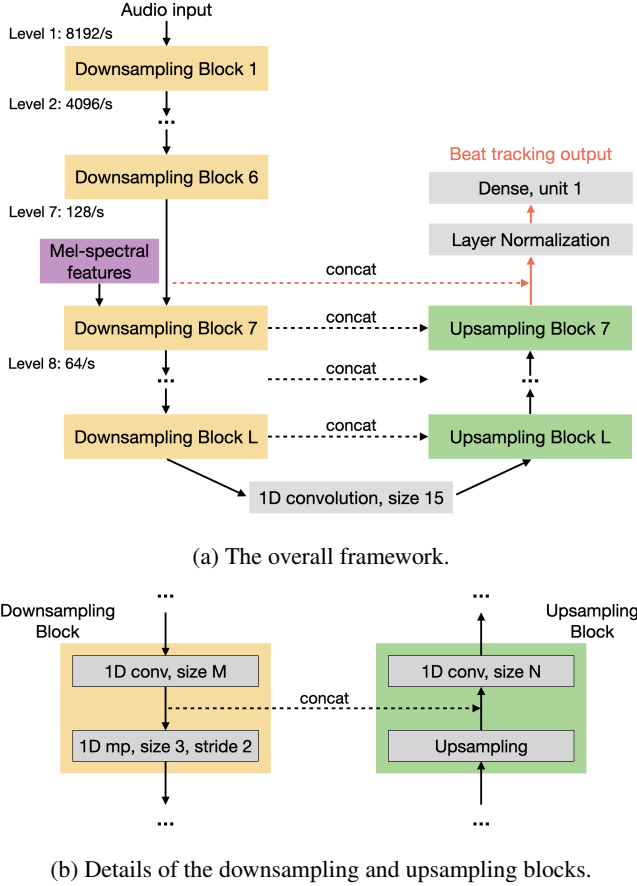 Audio input
Level 1: 8192/s
Downsampling Block 1
Level 2: 4096/s
...
Downsampling Block 6
Level 7: 128/s
Beat tracking output
Dense, unit 1
Layer Normalization
Mel-spectral
features
concat
Downsampling Block 7
concat
Upsampling Block 7
Level 8: 64/s
...
concat
...
Downsampling Block L
concat
Upsampling Block L
1D convolution, size 15
(a) The overall framework.
...
...
Downsampling
Block
Upsampling
Block
1D conv, size M
1D conv, size N
concat
1D mp, size 3, stride 2
Upsampling
...
...
(b) Details of the downsampling and upsampling blocks.